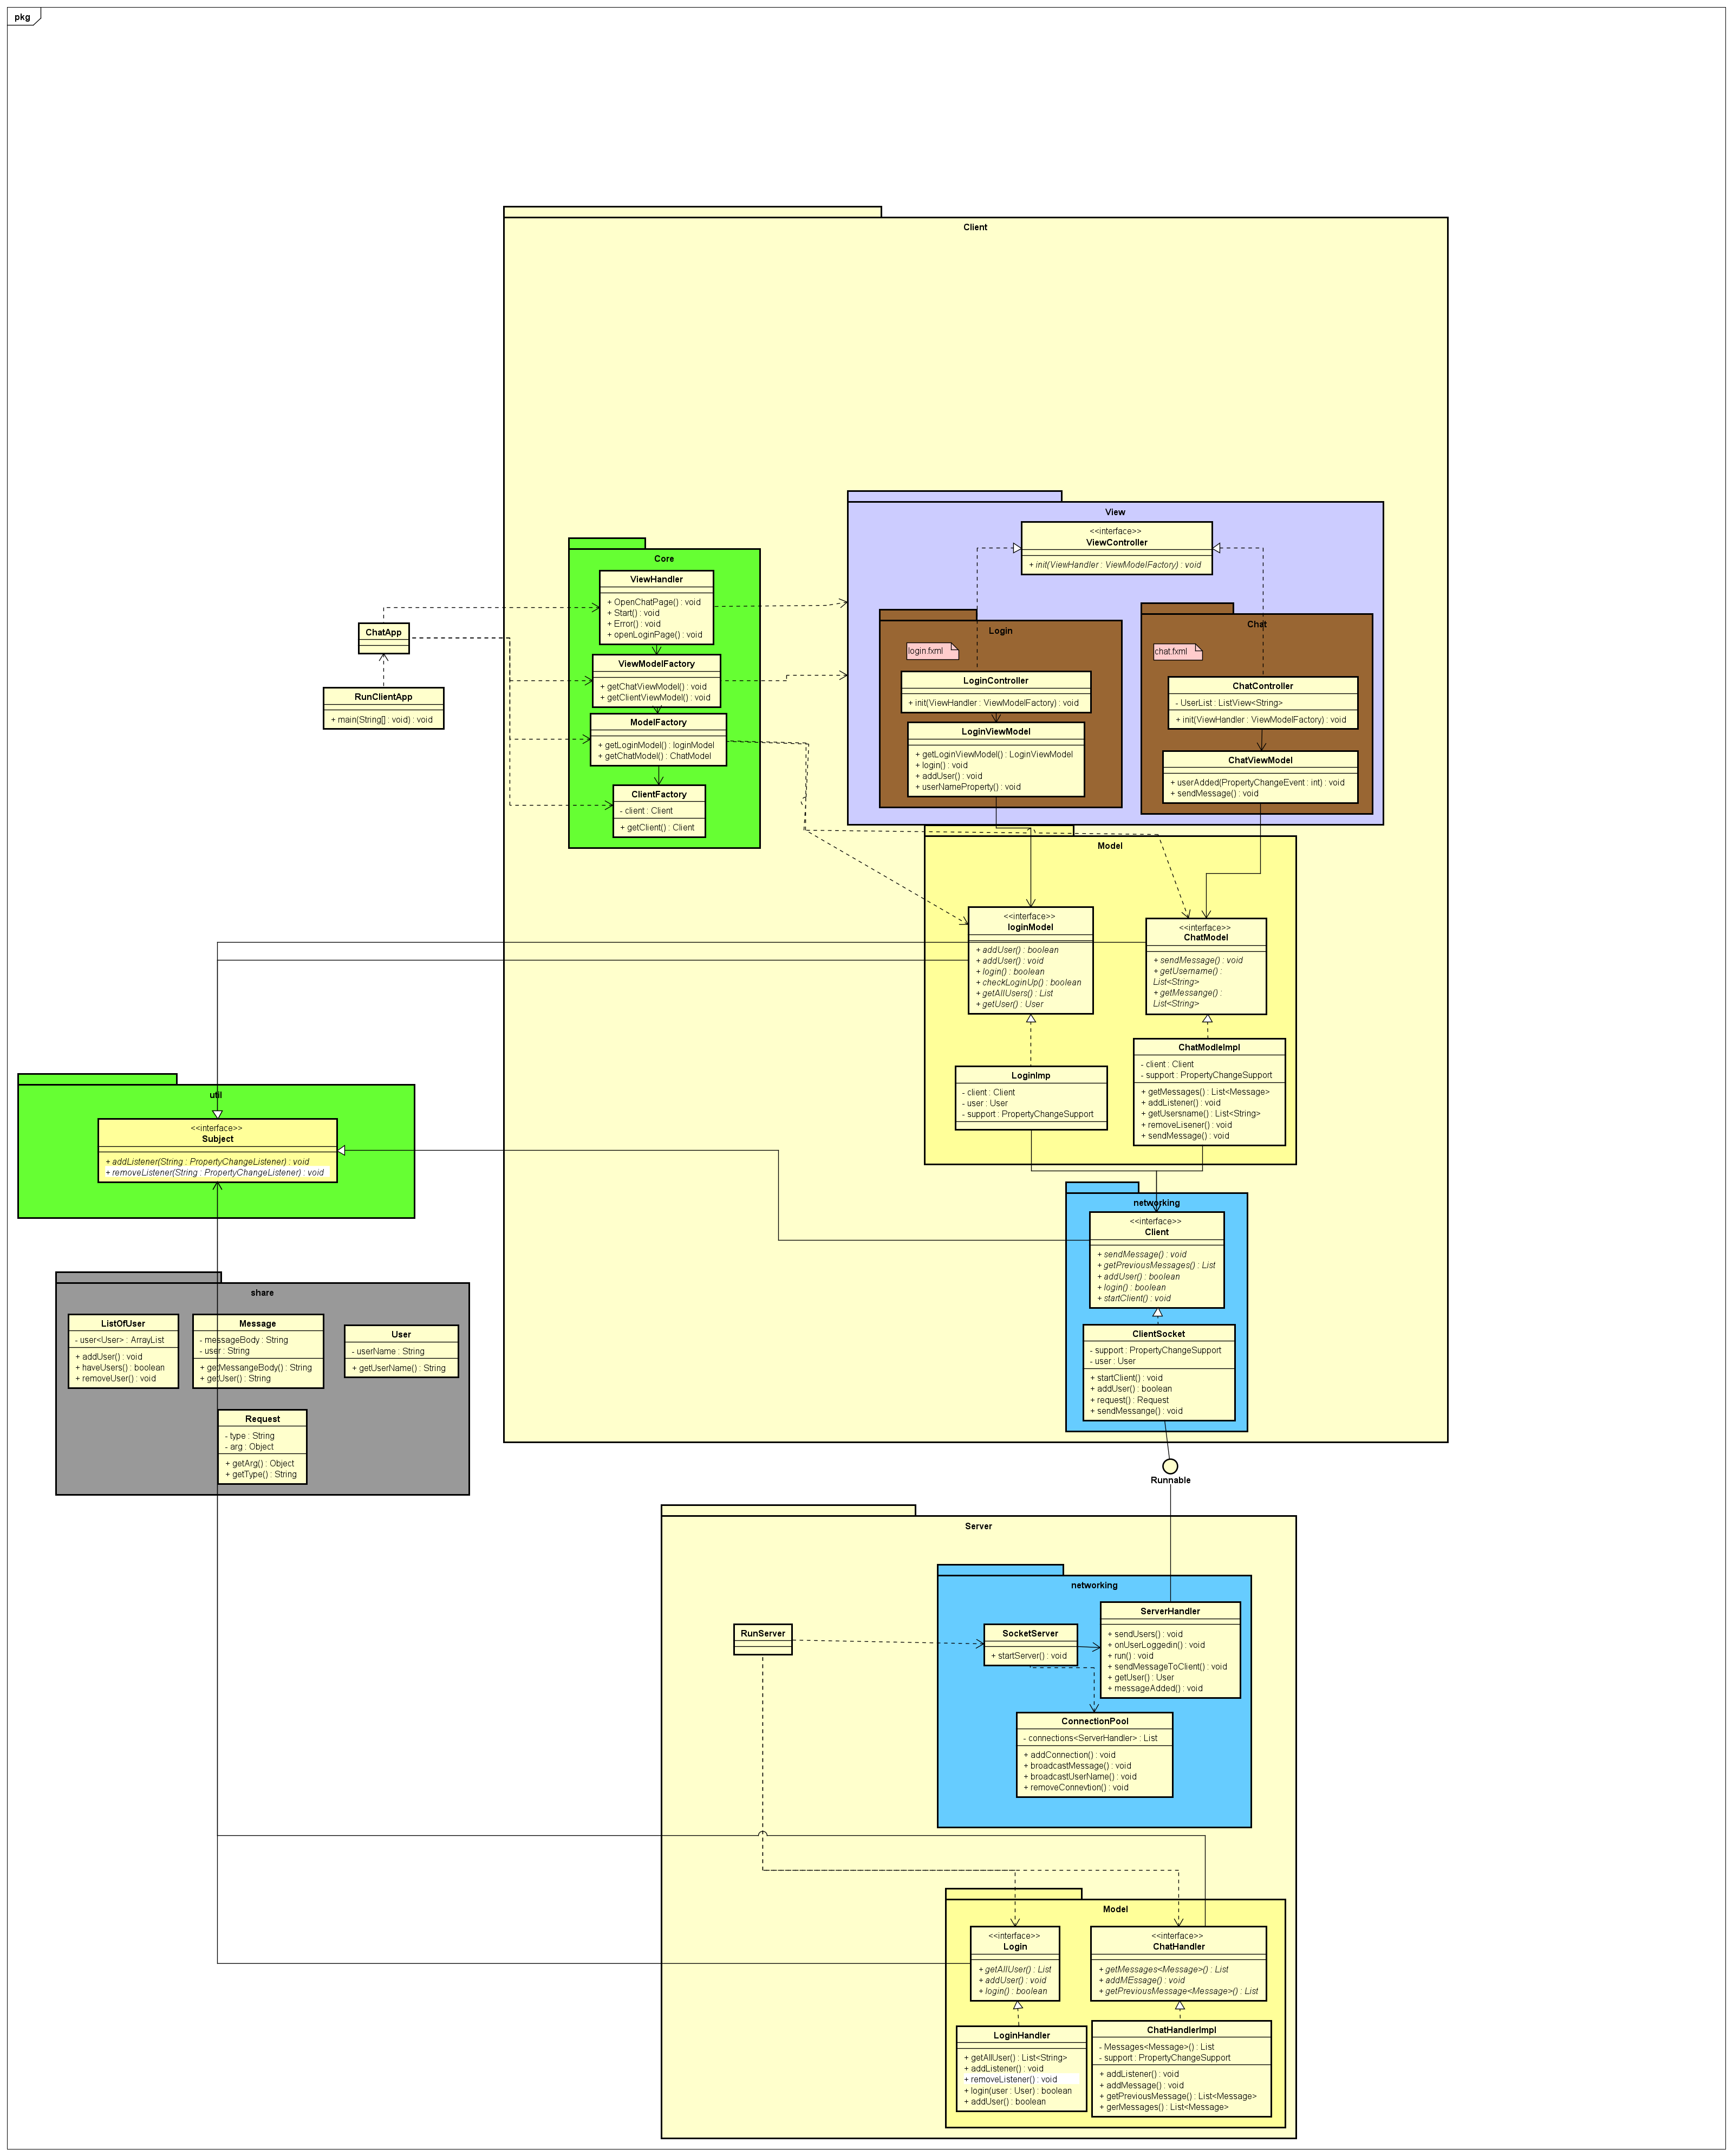 pkg
Client
View
<<interface>>
ViewController
+ init(ViewHandler : ViewModelFactory) : void
Core
ViewHandler
+ OpenChatPage() : void
+ Start() : void
+ Error() : void
+ openLoginPage() : void
ViewModelFactory
+ getChatViewModel() : void
+ getClientViewModel() : void
ModelFactory
+ getLoginModel() : loginModel
+ getChatModel() : ChatModel
ClientFactory
- client : Client
+ getClient() : Client
ChatApp
RunClientApp
+ main(String[] : void) : void
Login
login.fxml
LoginController
+ init(ViewHandler : ViewModelFactory) : void
LoginViewModel
+ getLoginViewModel() : LoginViewModel
+ login() : void
+ addUser() : void
+ userNameProperty() : void
Chat
chat.fxml
ChatController
- UserList : ListView<String>
+ init(ViewHandler : ViewModelFactory) : void
ChatViewModel
+ userAdded(PropertyChangeEvent : int) : void
+ sendMessage() : void
Model
<<interface>>
loginModel
+ addUser() : boolean
+ addUser() : void
+ login() : boolean
+ checkLoginUp() : boolean
+ getAllUsers() : List
+ getUser() : User
<<interface>>
ChatModel
+ sendMessage() : void
+ getUsername() :
List<String>
+ getMessange() :
List<String>
LoginImp
- client : Client
- user : User
- support : PropertyChangeSupport
ChatModleImpl
- client : Client
- support : PropertyChangeSupport
+ getMessages() : List<Message>
+ addListener() : void
+ getUsersname() : List<String>
+ removeLisener() : void
+ sendMessage() : void
util
<<interface>>
Subject
+ addListener(String : PropertyChangeListener) : void
+ removeListener(String : PropertyChangeListener) : void
networking
<<interface>>
Client
+ sendMessage() : void
+ getPreviousMessages() : List
+ addUser() : boolean
+ login() : boolean
+ startClient() : void
ClientSocket
- support : PropertyChangeSupport
- user : User
+ startClient() : void
+ addUser() : boolean
+ request() : Request
+ sendMessange() : void
share
ListOfUser
- user<User> : ArrayList
+ addUser() : void
+ haveUsers() : boolean
+ removeUser() : void
Message
- messageBody : String
- user : String
+ getMessangeBody() : String
+ getUser() : String
User
- userName : String
+ getUserName() : String
Request
- type : String
- arg : Object
+ getArg() : Object
+ getType() : String
Runnable
Server
networking
RunServer
SocketServer
+ startServer() : void
ServerHandler
+ sendUsers() : void
+ onUserLoggedin() : void
+ run() : void
+ sendMessageToClient() : void
+ getUser() : User
+ messageAdded() : void
ConnectionPool
- connections<ServerHandler> : List
+ addConnection() : void
+ broadcastMessage() : void
+ broadcastUserName() : void
+ removeConnevtion() : void
Model
<<interface>>
Login
+ getAllUser() : List
+ addUser() : void
+ login() : boolean
<<interface>>
ChatHandler
+ getMessages<Message>() : List
+ addMEssage() : void
+ getPreviousMessage<Message>() : List
LoginHandler
+ getAllUser() : List<String>
+ addListener() : void
+ removeListener() : void
+ login(user : User) : boolean
+ addUser() : boolean
ChatHandlerImpl
- Messages<Message>() : List
- support : PropertyChangeSupport
+ addListener() : void
+ addMessage() : void
+ getPreviousMessage() : List<Message>
+ gerMessages() : List<Message>